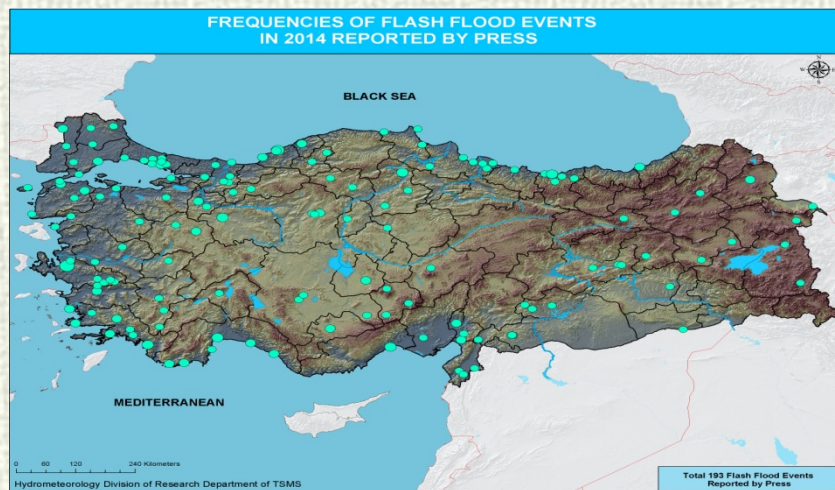 FREQUENCIES OF FLASH FLOOD EVENTS
IN 2014 REPORTED BY PRESS
BLACK SEA
MEDITERRANEAN
0 60 120 240 Kilometers
Hydrometeorology Division of Research Department of TSMS
Total 193 Flash Flood Events
Reported by Press